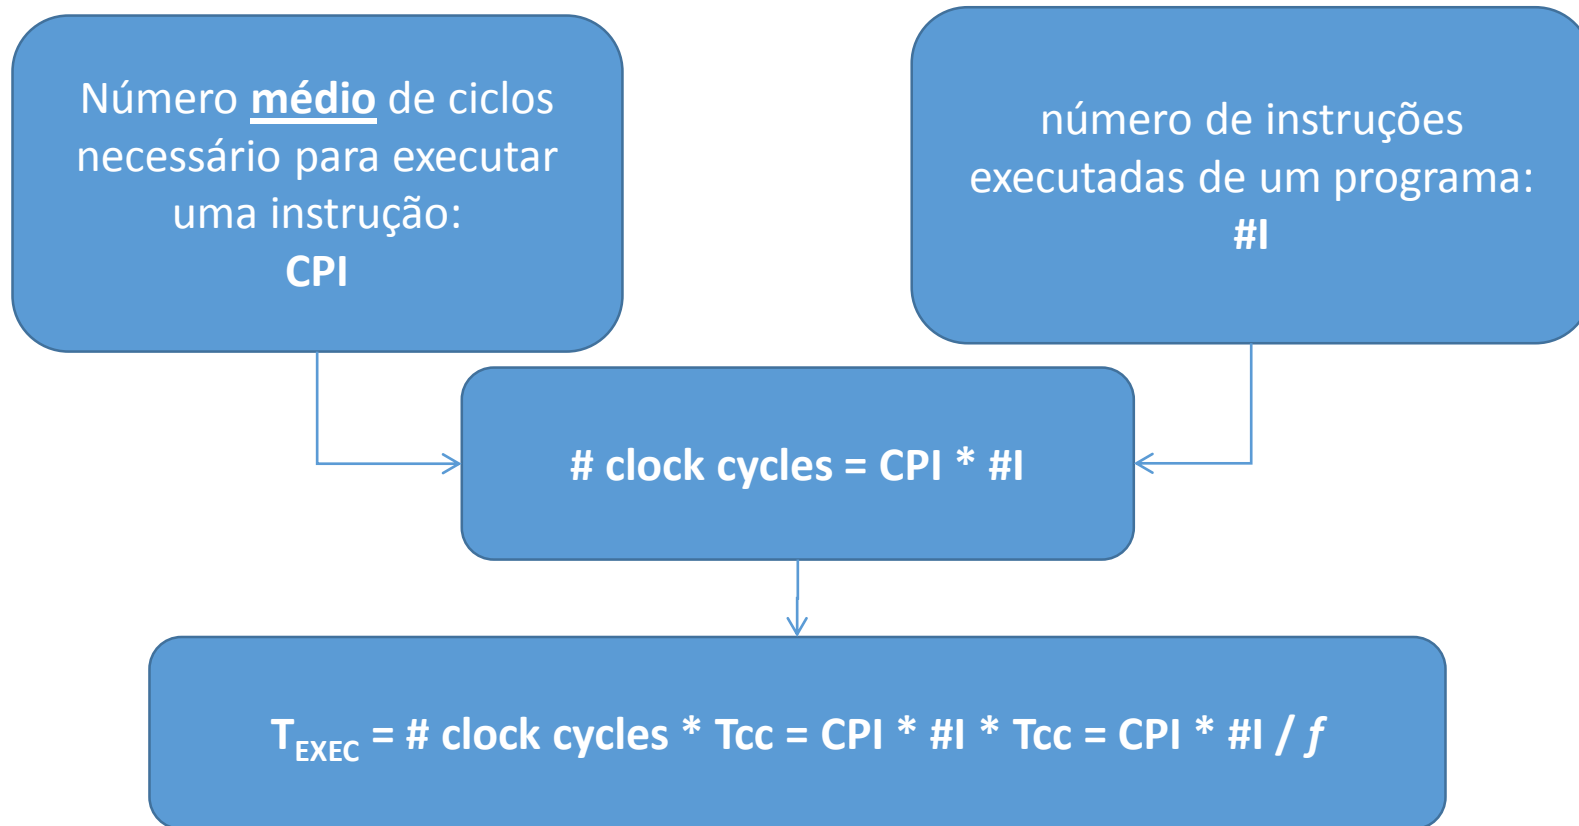 Número médio de ciclos
necessário para executar
uma instrução:
CPI
número de instruções
executadas de um programa:
#I
# clock cycles = CPI * #I
T_EXEC = # clock cycles * Tcc = CPI * #I * Tcc = CPI * #I / f